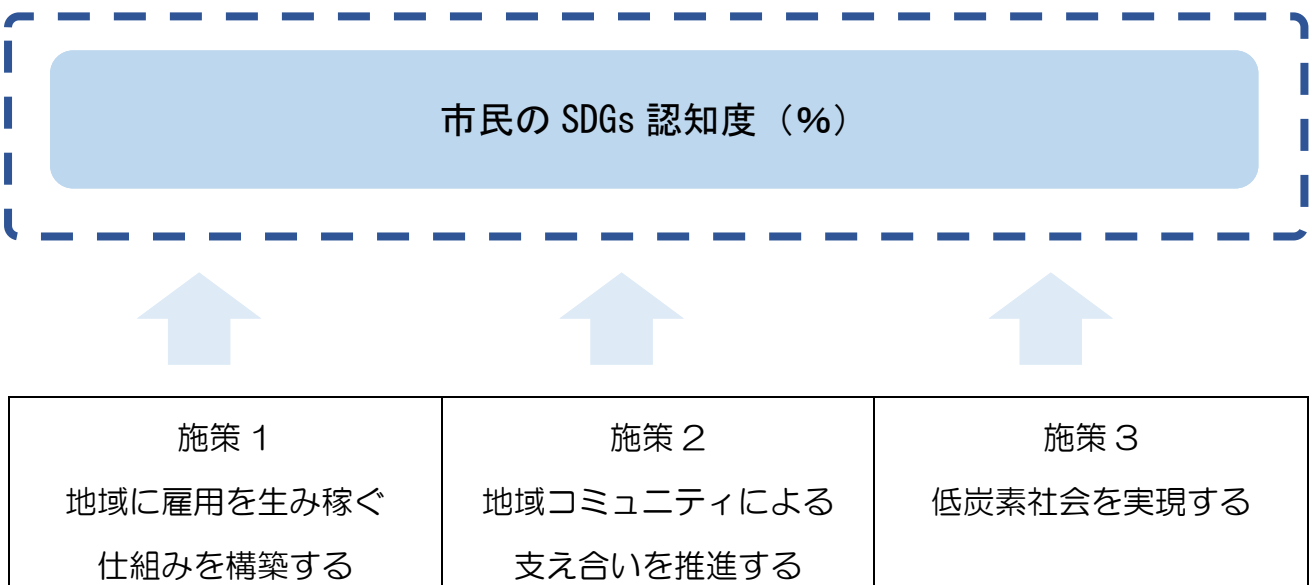 市民の SDGs 認知度（%）
施策１
地域に雇用を生み稼ぐ
仕組みを構築する
施策２
地域コミュニティによる
支え合いを推進する
施策３
低炭素社会を実現する